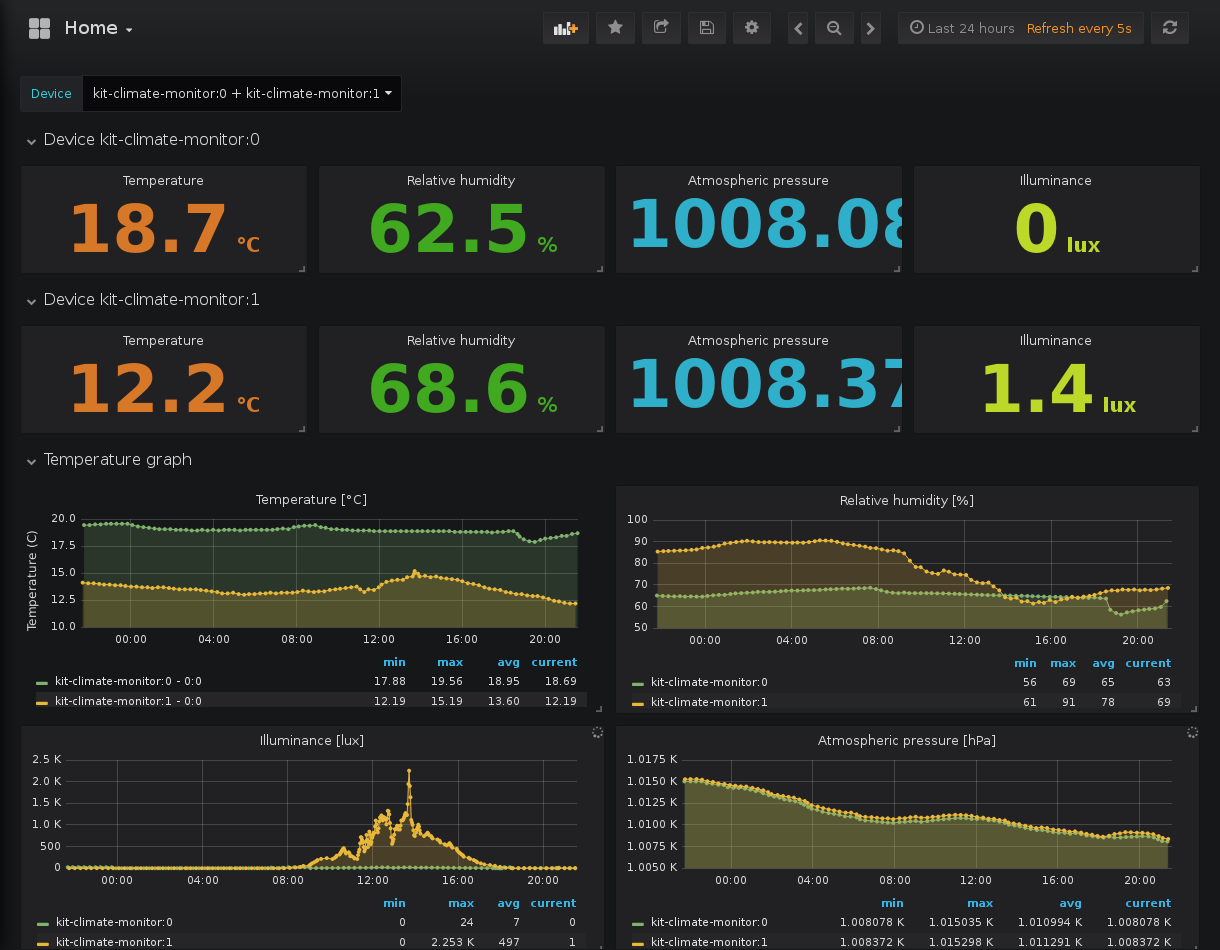 Home
Last 24 hours Refresh every 5s
Device kit-climate-monitor:0 + kit-climate-monitor:1
Device kit-climate-monitor:0
Temperature Relative humidity Atmospheric pressure Illuminance
18.7 °C 62.5 % 1008.08 0 lux
Device kit-climate-monitor:1
Temperature Relative humidity Atmospheric pressure Illuminance
12.2 °C 68.6 % 1008.37 1.4 lux
Temperature graph
Temperature [°C]
Temperature (C)
20.0
17.5
15.0
12.5
10.0
00:00 04:00 08:00 12:00 16:00 20:00
min max avg current
kit-climate-monitor:0 - 0:0 17.88 19.56 18.95 18.69
kit-climate-monitor:1 - 0:0 12.19 15.19 13.60 12.19
Relative humidity [%]
100
90
80
70
60
50
00:00 04:00 08:00 12:00 16:00 20:00
min max avg current
kit-climate-monitor:0 56 69 65 63
kit-climate-monitor:1 61 91 78 69
Illuminance [lux]
2.5 K
2.0 K
1.5 K
1.0 K
500
0
00:00 04:00 08:00 12:00 16:00 20:00
min max avg current
kit-climate-monitor:0 0 24 7 0
kit-climate-monitor:1 0 2.253 K 497 1
Atmospheric pressure [hPa]
1.0175 K
1.0150 K
1.0125 K
1.0100 K
1.0075 K
1.0050 K
00:00 04:00 08:00 12:00 16:00 20:00
min max avg current
kit-climate-monitor:0 1.008078 K 1.015035 K 1.010994 K 1.008078 K
kit-climate-monitor:1 1.008372 K 1.015298 K 1.011291 K 1.008372 K